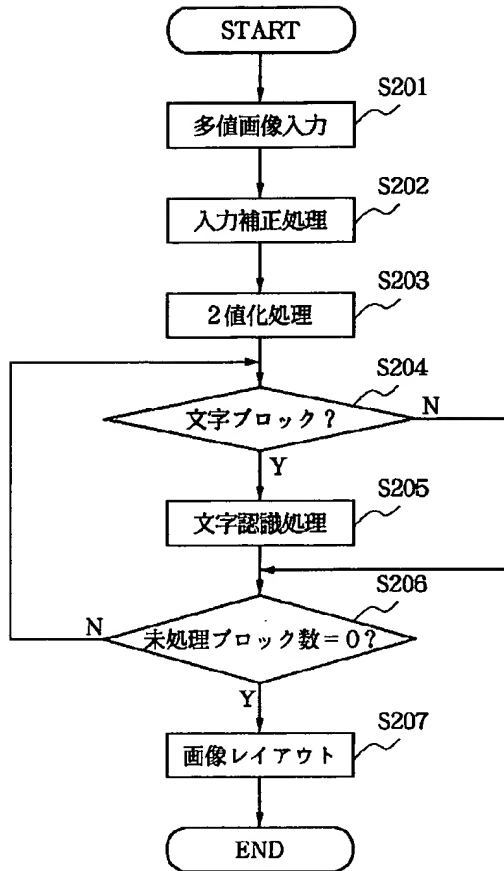 START
S201
多値画像入力
S202
入力補正処理
S203
2値化処理
S204
文字ブロック?
N
Y
S205
文字認識処理
S206
N
未処理ブロック数=0?
Y
S207
画像レイアウト
END